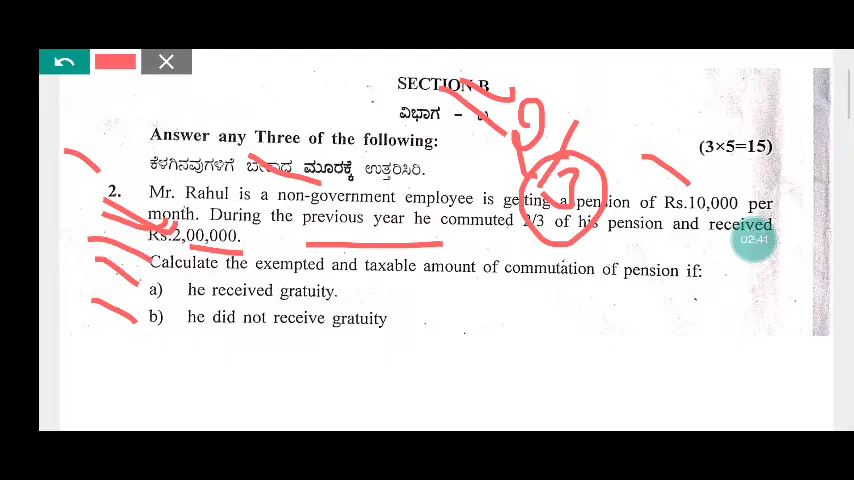 SECTION B
ವಿಭಾಗ –
Answer any Three of the following:
(3×5=15)
ಕೆಳಗಿನವುಗಳಿಗೆ ಬೇಕಾದ ಮೂರಕ್ಕೆ ಉತ್ತರಿಸಿರಿ.
2. Mr. Rahul is a non-government employee is getting a pension of Rs.10,000 per
month. During the previous year he commuted 2/3 of his pension and received
Rs.2,00,000.
02:41
Calculate the exempted and taxable amount of commutation of pension if:
a) he received gratuity.
b) he did not receive gratuity